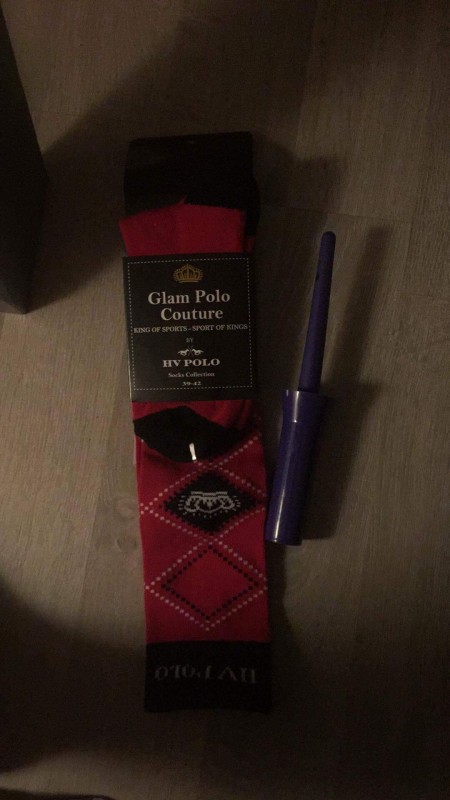 Glam Polo
Couture
KING OF SPORTS - SPORT OF KINGS
BY
HV POLO
Socks Collection
39-42
HV POLO